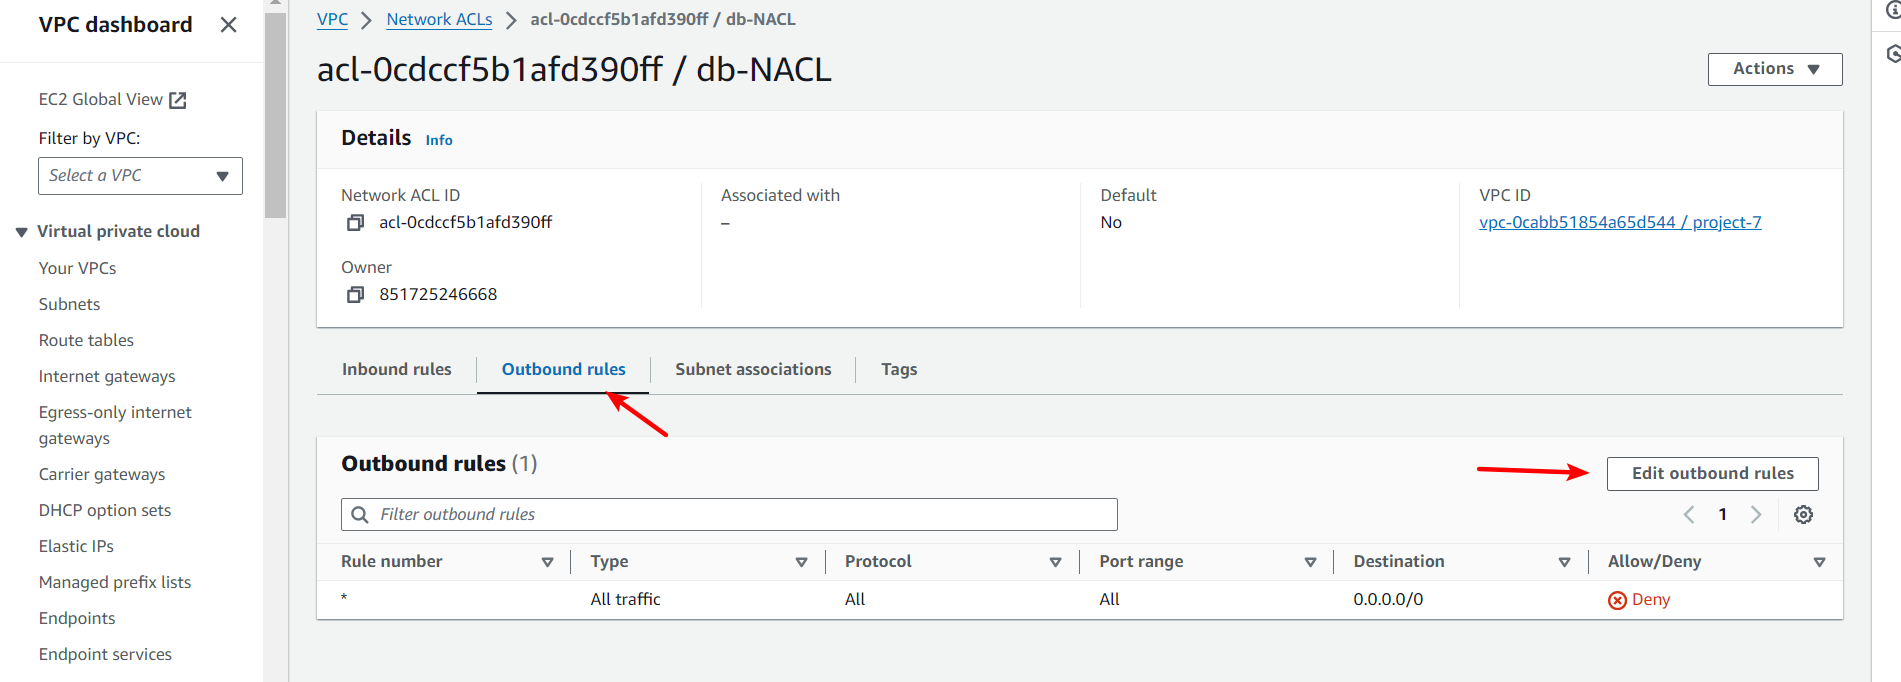 VPC dashboard
EC2 Global View
Filter by VPC:
Select a VPC
Virtual private cloud
Your VPCs
Subnets
Route tables
Internet gateways
Egress-only internet
gateways
Carrier gateways
DHCP option sets
Elastic IPs
Managed prefix lists
Endpoints
Endpoint services
VPC > Network ACLs > acl-0cdccf5b1afd390ff / db-NACL
acl-0cdccf5b1afd390ff / db-NACL
Actions
Details Info
Network ACL ID
acl-0cdccf5b1afd390ff
Owner
851725246668
Associated with
–
Default
No
VPC ID
vpc-0cabb51854a65d544 / project-7
Inbound rules Outbound rules Subnet associations Tags
Outbound rules (1)
Edit outbound rules
Filter outbound rules
1
Rule number Type Protocol Port range Destination Allow/Deny
* All traffic All All 0.0.0.0/0 Deny